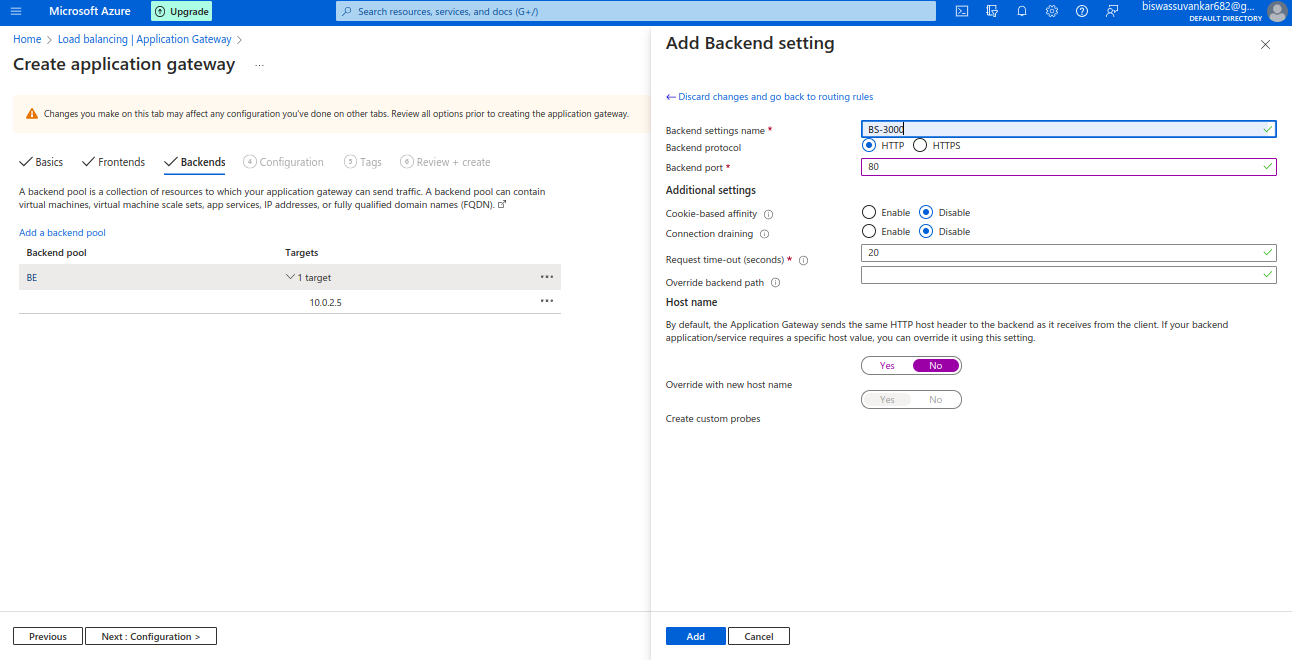 Microsoft Azure
Upgrade
Search resources, services, and docs (G+/)
biswassuvankar682@g...
DEFAULT DIRECTORY
Home > Load balancing | Application Gateway >
Create application gateway ...
Changes you make on this tab may affect any configuration you've done on other tabs. Review all options prior to creating the application gateway.
Basics Frontends Backends 4 Configuration 5 Tags 6 Review + create
A backend pool is a collection of resources to which your application gateway can send traffic. A backend pool can contain
virtual machines, virtual machine scale sets, app services, IP addresses, or fully qualified domain names (FQDN).
Add a backend pool
Backend pool Targets
BE 1 target ...
10.0.2.5 ...
Previous Next : Configuration >
Add Backend setting
← Discard changes and go back to routing rules
Backend settings name * BS-3000
Backend protocol HTTP HTTPS
Backend port * 80
Additional settings
Cookie-based affinity Enable Disable
Connection draining Enable Disable
Request time-out (seconds) * 20
Override backend path
Host name
By default, the Application Gateway sends the same HTTP host header to the backend as it receives from the client. If your backend
application/service requires a specific host value, you can override it using this setting.
Yes No
Override with new host name
Yes No
Create custom probes
Add Cancel